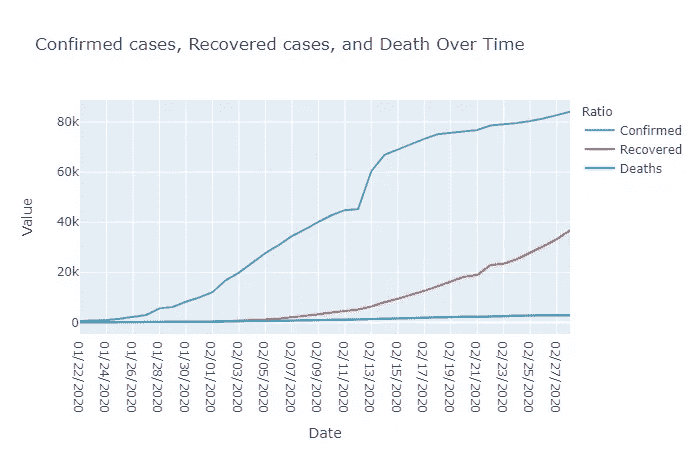 Confirmed cases, Recovered cases, and Death Over Time
Ratio
Confirmed
Recovered
Deaths
80k
60k
40k
20k
0
Value
01/22/2020
01/24/2020
01/26/2020
01/28/2020
01/30/2020
02/01/2020
02/03/2020
02/05/2020
02/07/2020
02/09/2020
02/11/2020
02/13/2020
02/15/2020
02/17/2020
02/19/2020
02/21/2020
02/23/2020
02/25/2020
02/27/2020
Date